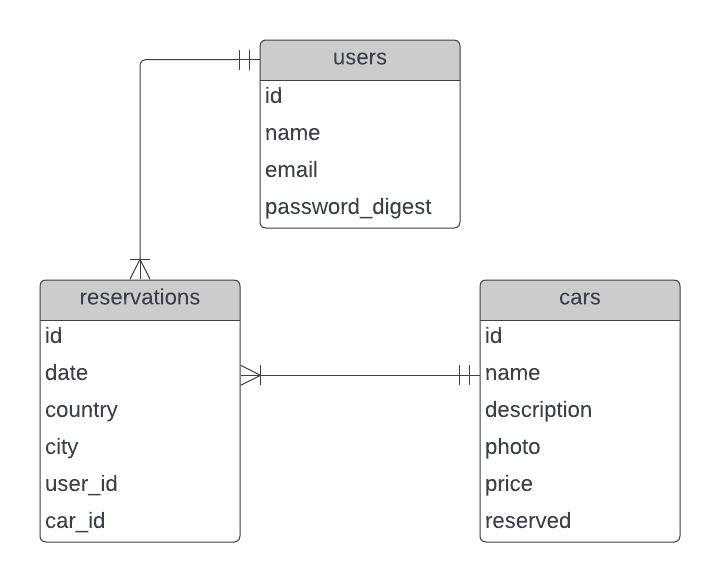 users
id
name
email
password_digest
reservations
id
date
country
city
user_id
car_id
cars
id
name
description
photo
price
reserved